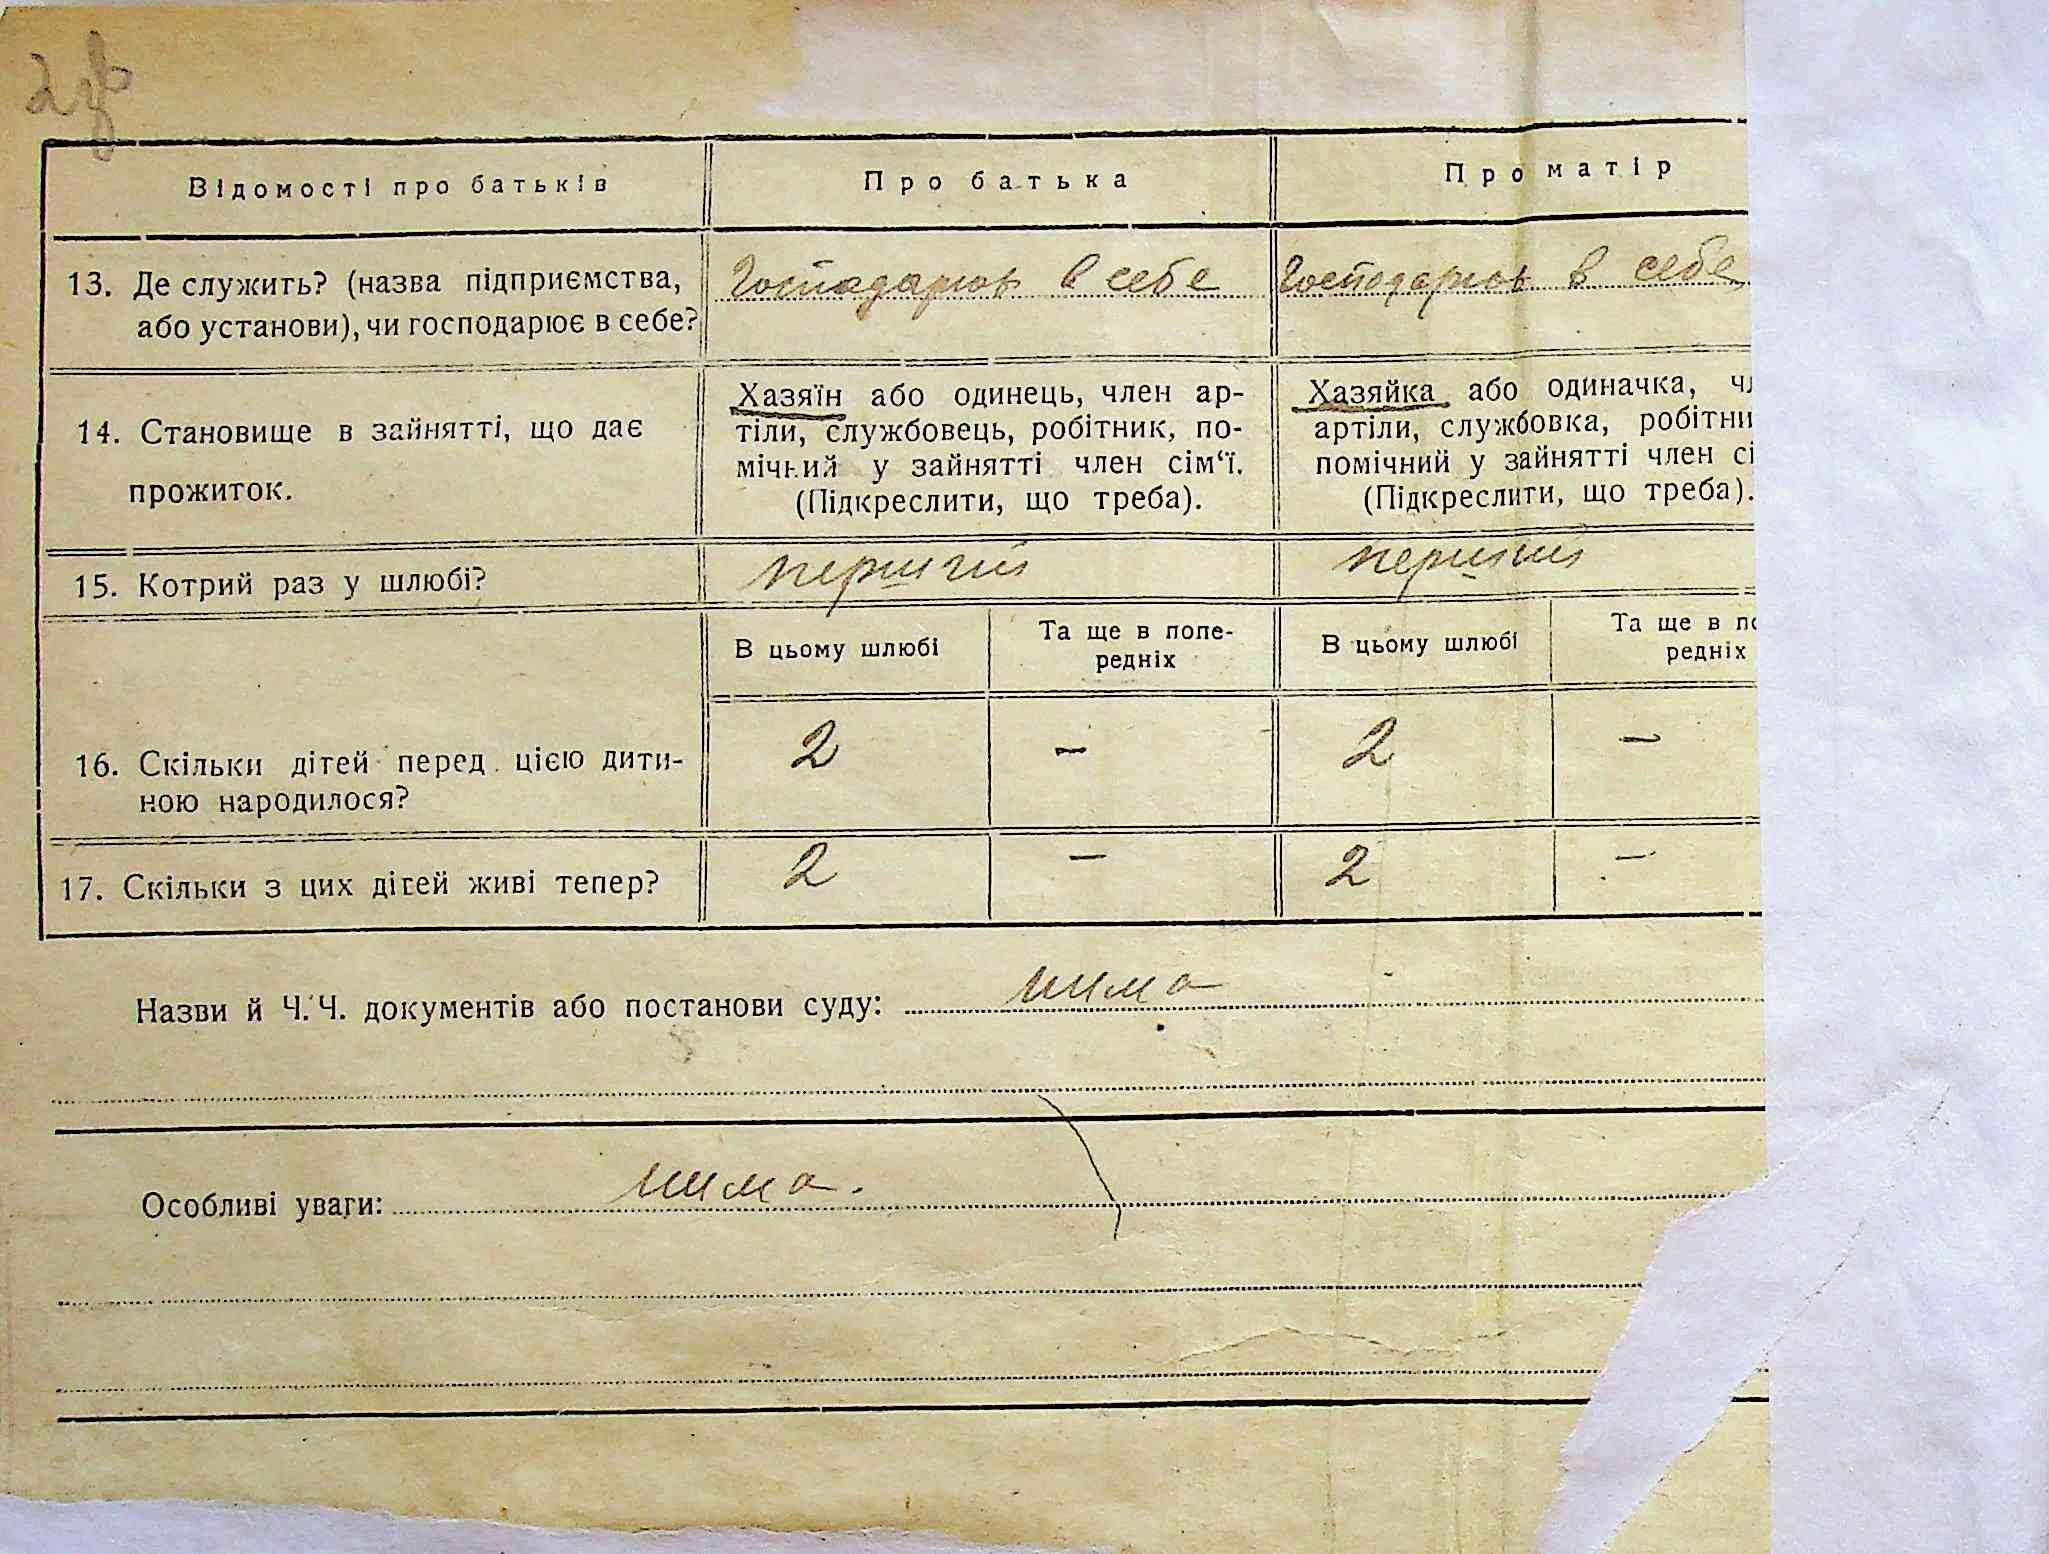 2зв
Відомості про батьків
Про батька
Про матір
13. Де служить? (назва підприємства,
або установи), чи господарює в себе?
Господарює в себе
Господарює в себе
14. Становище в зайнятті, що дає
прожиток.
Хазяїн або одинець, член ар-
тіли, службовець, робітник, по-
мічний у зайнятті член сім‘ї.
(Підкреслити, що треба).
Хазяйка або одиначка, чл
артіли, службовка, робітни
помічний у зайнятті член сі
(Підкреслити, що треба).
15. Котрий раз у шлюбі?
перший
перший
В цьому шлюбі
Та ще в попе-
редніх
В цьому шлюбі
Та ще в по
редніх
16. Скільки дітей перед цією дити-
ною народилося?
2
–
2
–
17. Скільки з цих дітей живі тепер?
2
–
2
–
Назви й Ч.Ч. документів або постанови суду: нима
Особливі уваги: нима.